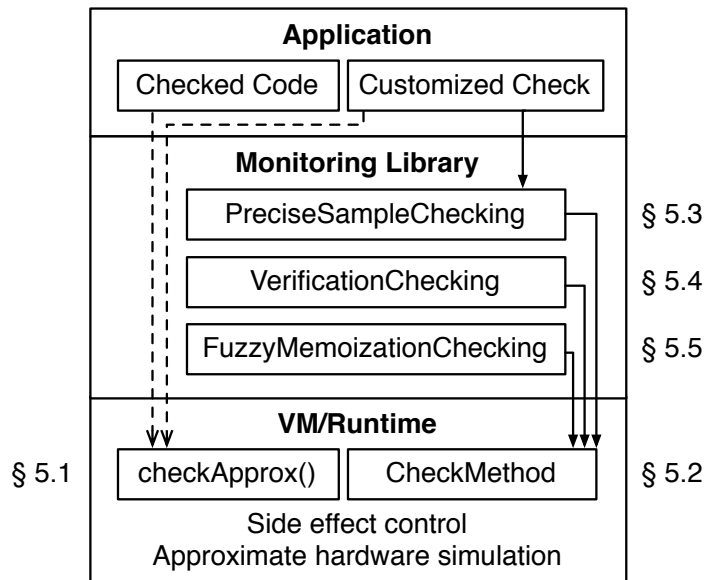 Application
Checked Code
Customized Check
Monitoring Library
PreciseSampleChecking
§ 5.3
VerificationChecking
§ 5.4
FuzzyMemoizationChecking
§ 5.5
VM/Runtime
§ 5.1
checkApprox()
CheckMethod
§ 5.2
Side effect control
Approximate hardware simulation